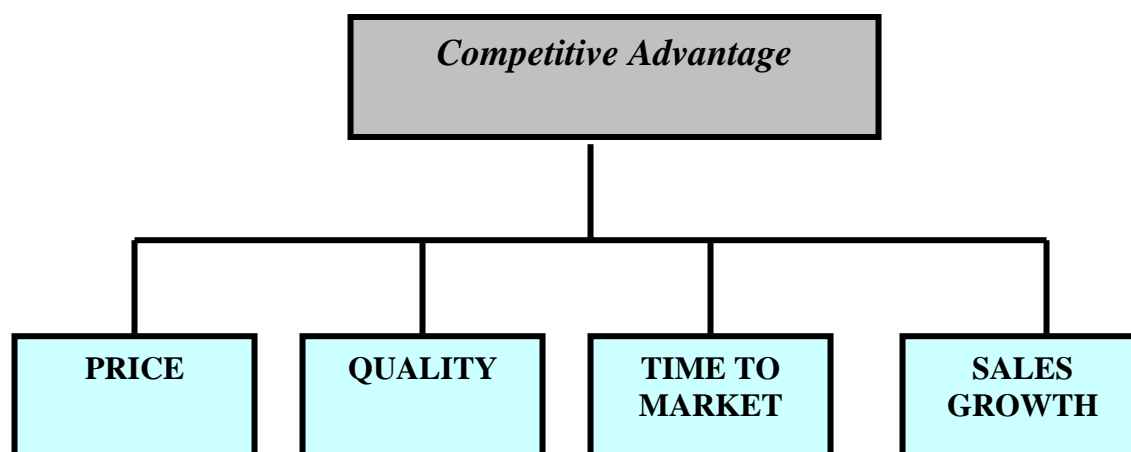 Competitive Advantage
PRICE
QUALITY
TIME TO
MARKET
SALES
GROWTH